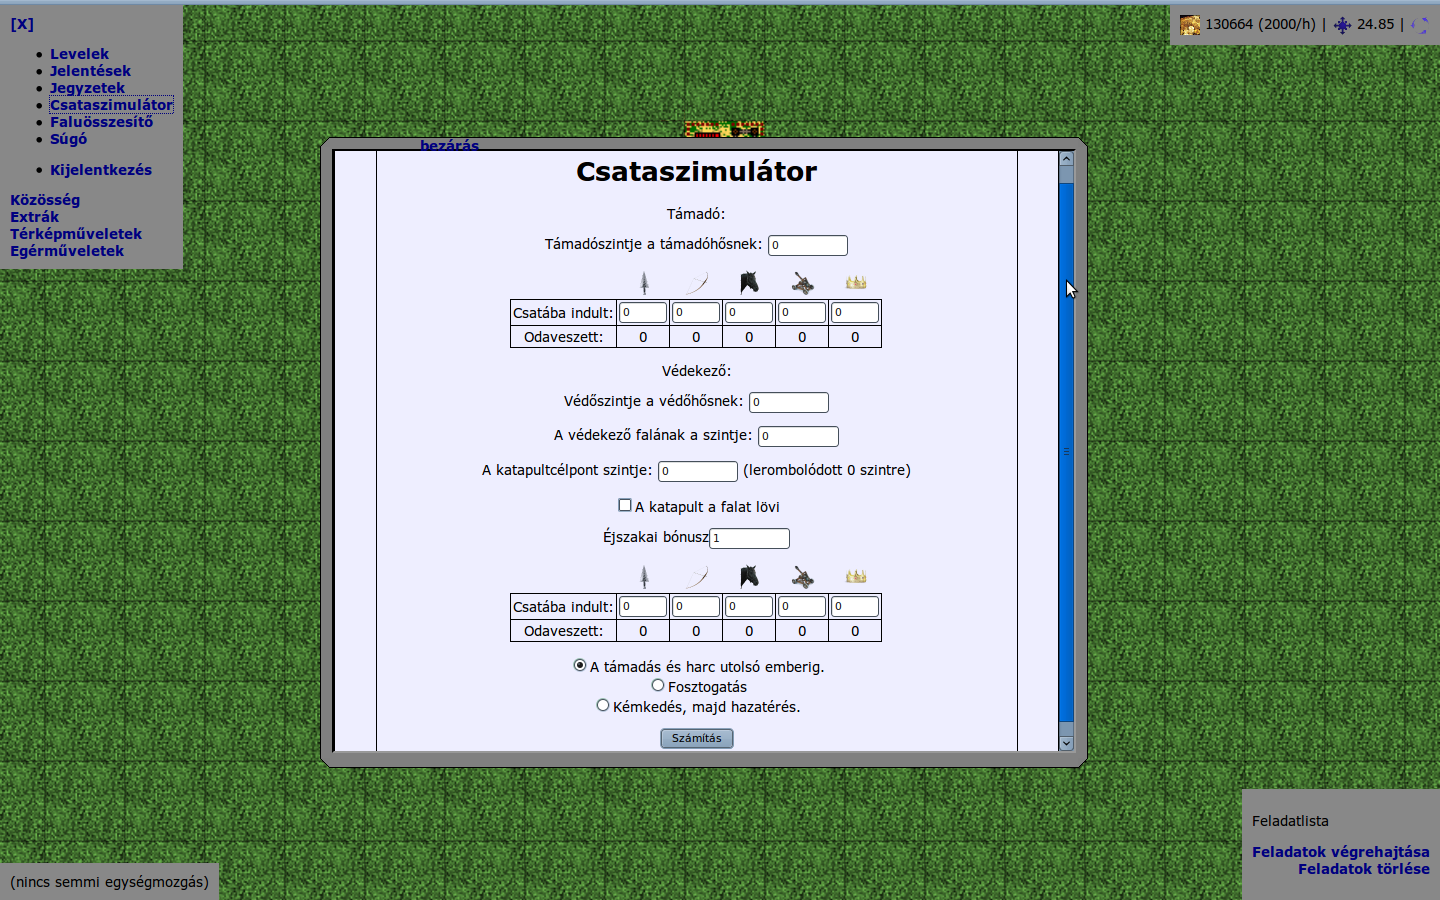 [X]
Levelek
Jelentések
Jegyzetek
Csataszimulátor
Faluösszesítő
Súgó
Kijelentkezés
Közösség
Extrák
Térképműveletek
Egérműveletek
130664 (2000/h) | 24.85 |
bezárás
Csataszimulátor
Támadó:
Támadószintje a támadóhősnek: 0
Csatába indult: 0 0 0 0 0
Odaveszett: 0 0 0 0 0
Védekező:
Védőszintje a védőhősnek: 0
A védekező falának a szintje: 0
A katapultcélpont szintje: 0 (lerombolódott 0 szintre)
A katapult a falat lövi
Éjszakai bónusz 1
Csatába indult: 0 0 0 0 0
Odaveszett: 0 0 0 0 0
A támadás és harc utolsó emberig.
Fosztogatás
Kémkedés, majd hazatérés.
Számítás
(nincs semmi egységmozgás)
Feladatlista
Feladatok végrehajtása
Feladatok törlése